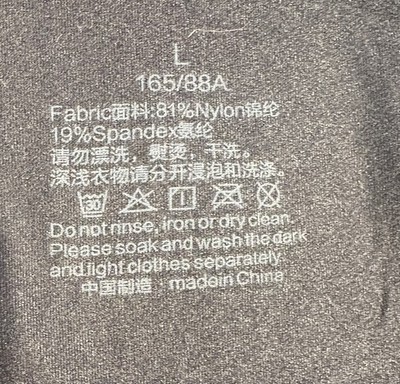 L
165/88A
Fabric面料:81%Nylon锦纶
19%Spandex氨纶
请勿漂洗，熨烫，干洗。
深浅衣物请分开浸泡和洗涤。
30
Do not rinse, iron or dry clean.
Please soak and wash the dark
and light clothes separately.
中国制造：madein China